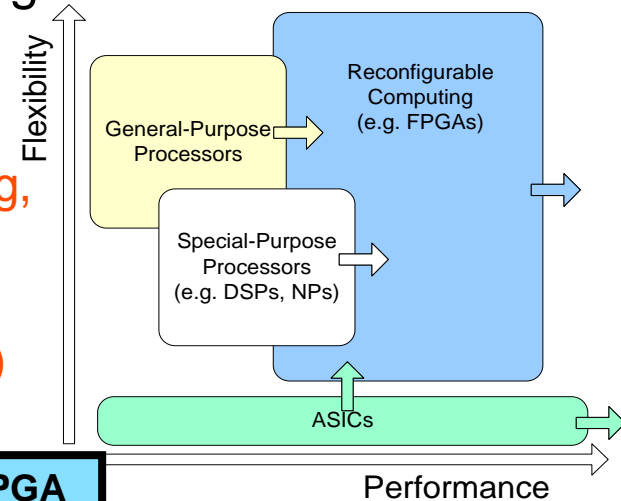 g
Flexibility
Reconfigurable
Computing
(e.g. FPGAs)
General-Purpose
Processors
g,
Special-Purpose
Processors
(e.g. DSPs, NPs)
)
ASICs
PGA
Performance